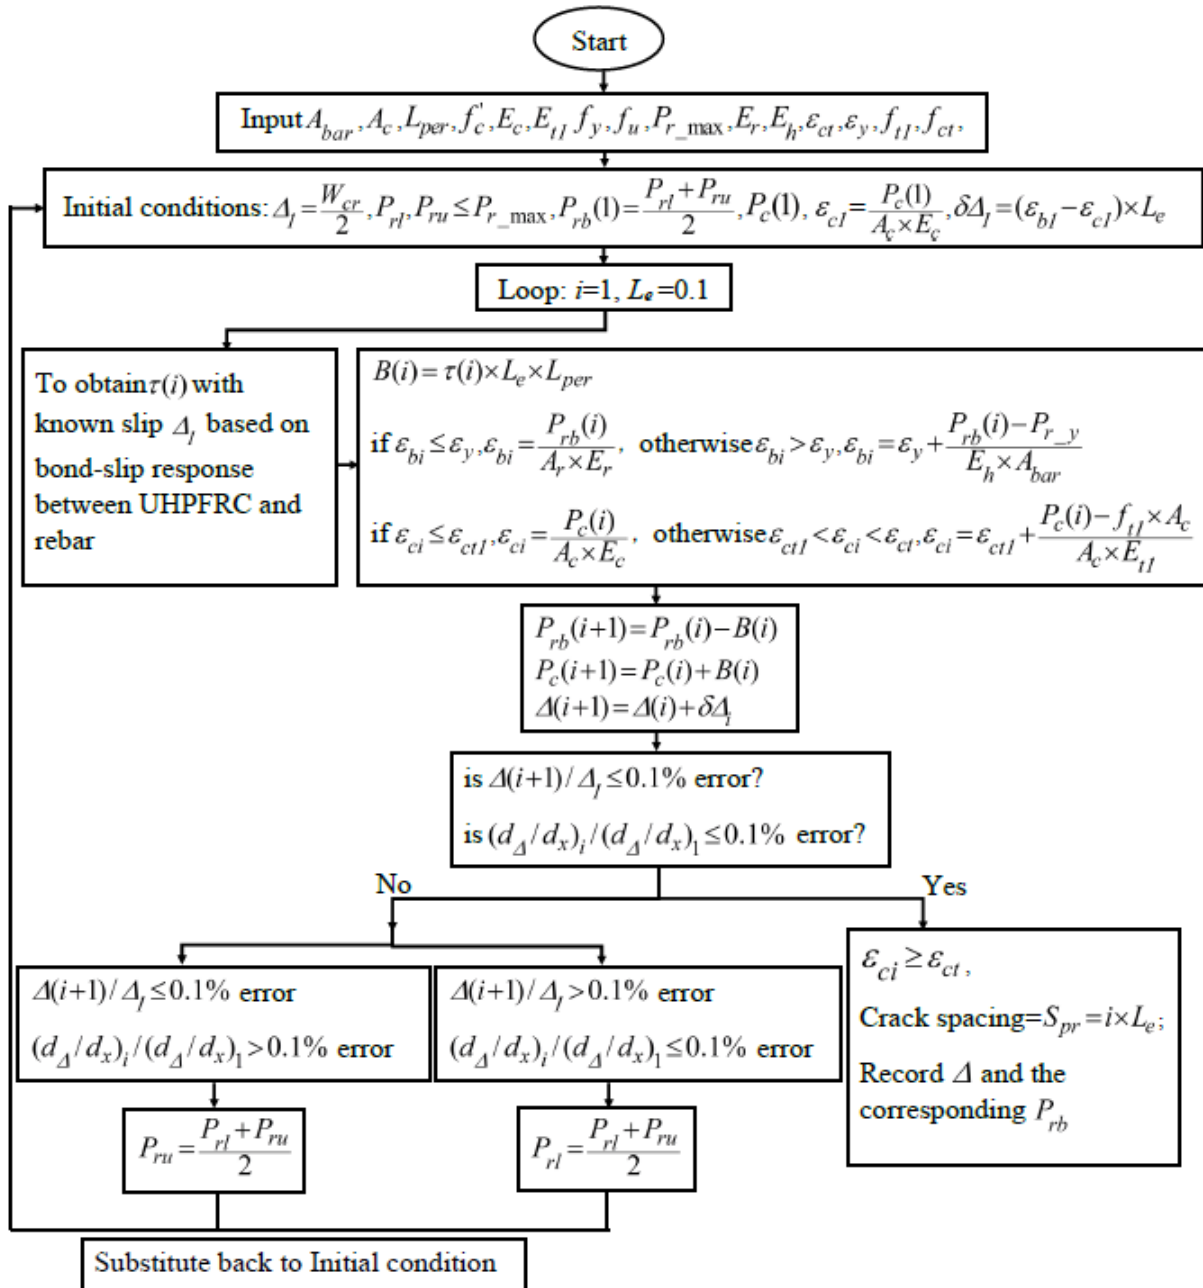 Start
Input A_bar, A_c, L_per, f_c', E_c, E_t1 f_y, f_u, P_r_max, E_r, E_h, ε_ct, ε_y, f_t1, f_ct,
Initial conditions: Δ_1 = W_cr/2, P_rl, P_ru ≤ P_r_max, P_rb(1) = (P_rl + P_ru)/2, P_c(1), ε_c1 = P_c(1)/(A_c × E_c), δΔ_1 = (ε_b1 − ε_c1) × L_e
Loop: i=1, L_e=0.1
To obtain τ(i) with
known slip Δ_1 based on
bond-slip response
between UHPFRC and
rebar
B(i) = τ(i) × L_e × L_per
if ε_bi ≤ ε_y, ε_bi = P_rb(i)/(A_r × E_r), otherwise ε_bi > ε_y, ε_bi = ε_y + (P_rb(i) − P_r_y)/(E_h × A_bar)
if ε_ci ≤ ε_ct1, ε_ci = P_c(i)/(A_c × E_c), otherwise ε_ct1 < ε_ci < ε_ct, ε_ci = ε_ct1 + (P_c(i) − f_t1 × A_c)/(A_c × E_t1)
P_rb(i+1) = P_rb(i) − B(i)
P_c(i+1) = P_c(i) + B(i)
Δ(i+1) = Δ(i) + δΔ_i
is Δ(i+1)/Δ_1 ≤ 0.1% error?
is (d_Δ/d_x)_i/(d_Δ/d_x)_1 ≤ 0.1% error?
No
Yes
Δ(i+1)/Δ_1 ≤ 0.1% error
(d_Δ/d_x)_i/(d_Δ/d_x)_1 > 0.1% error
Δ(i+1)/Δ_1 > 0.1% error
(d_Δ/d_x)_i/(d_Δ/d_x)_1 ≤ 0.1% error
ε_ci ≥ ε_ct,
Crack spacing=S_pr = i × L_e;
Record Δ and the
corresponding P_rb
P_ru = (P_rl + P_ru)/2
P_rl = (P_rl + P_ru)/2
Substitute back to Initial condition